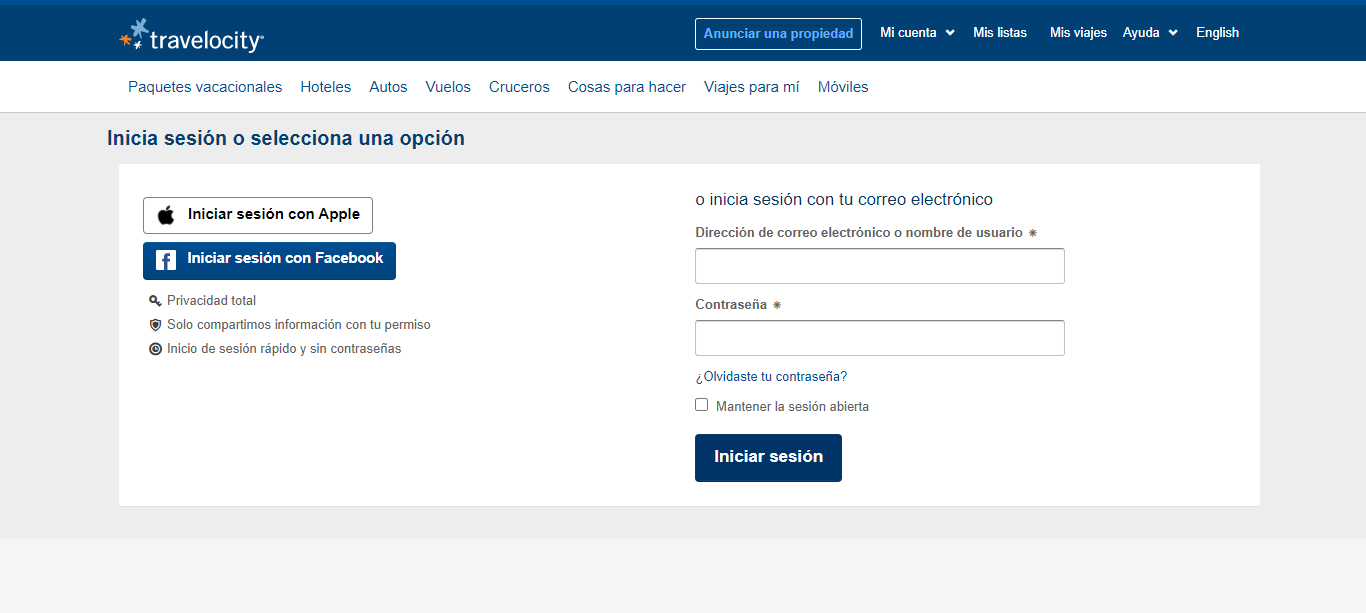 travelocity
Anunciar una propiedad
Mi cuenta
Mis listas
Mis viajes
Ayuda
English
Paquetes vacacionales
Hoteles
Autos
Vuelos
Cruceros
Cosas para hacer
Viajes para mí
Móviles
Inicia sesión o selecciona una opción
Iniciar sesión con Apple
Iniciar sesión con Facebook
Privacidad total
Solo compartimos información con tu permiso
Inicio de sesión rápido y sin contraseñas
o inicia sesión con tu correo electrónico
Dirección de correo electrónico o nombre de usuario *
Contraseña *
¿Olvidaste tu contraseña?
Mantener la sesión abierta
Iniciar sesión